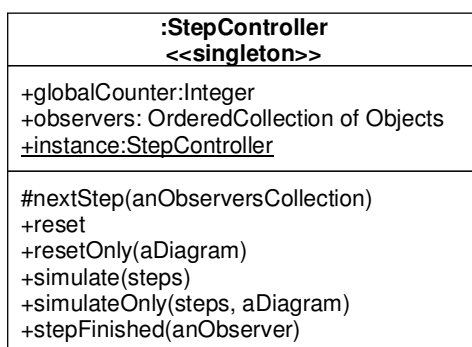 :StepController
<<singleton>>
+globalCounter:Integer
+observers: OrderedCollection of Objects
+instance:StepController
#nextStep(anObserversCollection)
+reset
+resetOnly(aDiagram)
+simulate(steps)
+simulateOnly(steps, aDiagram)
+stepFinished(anObserver)